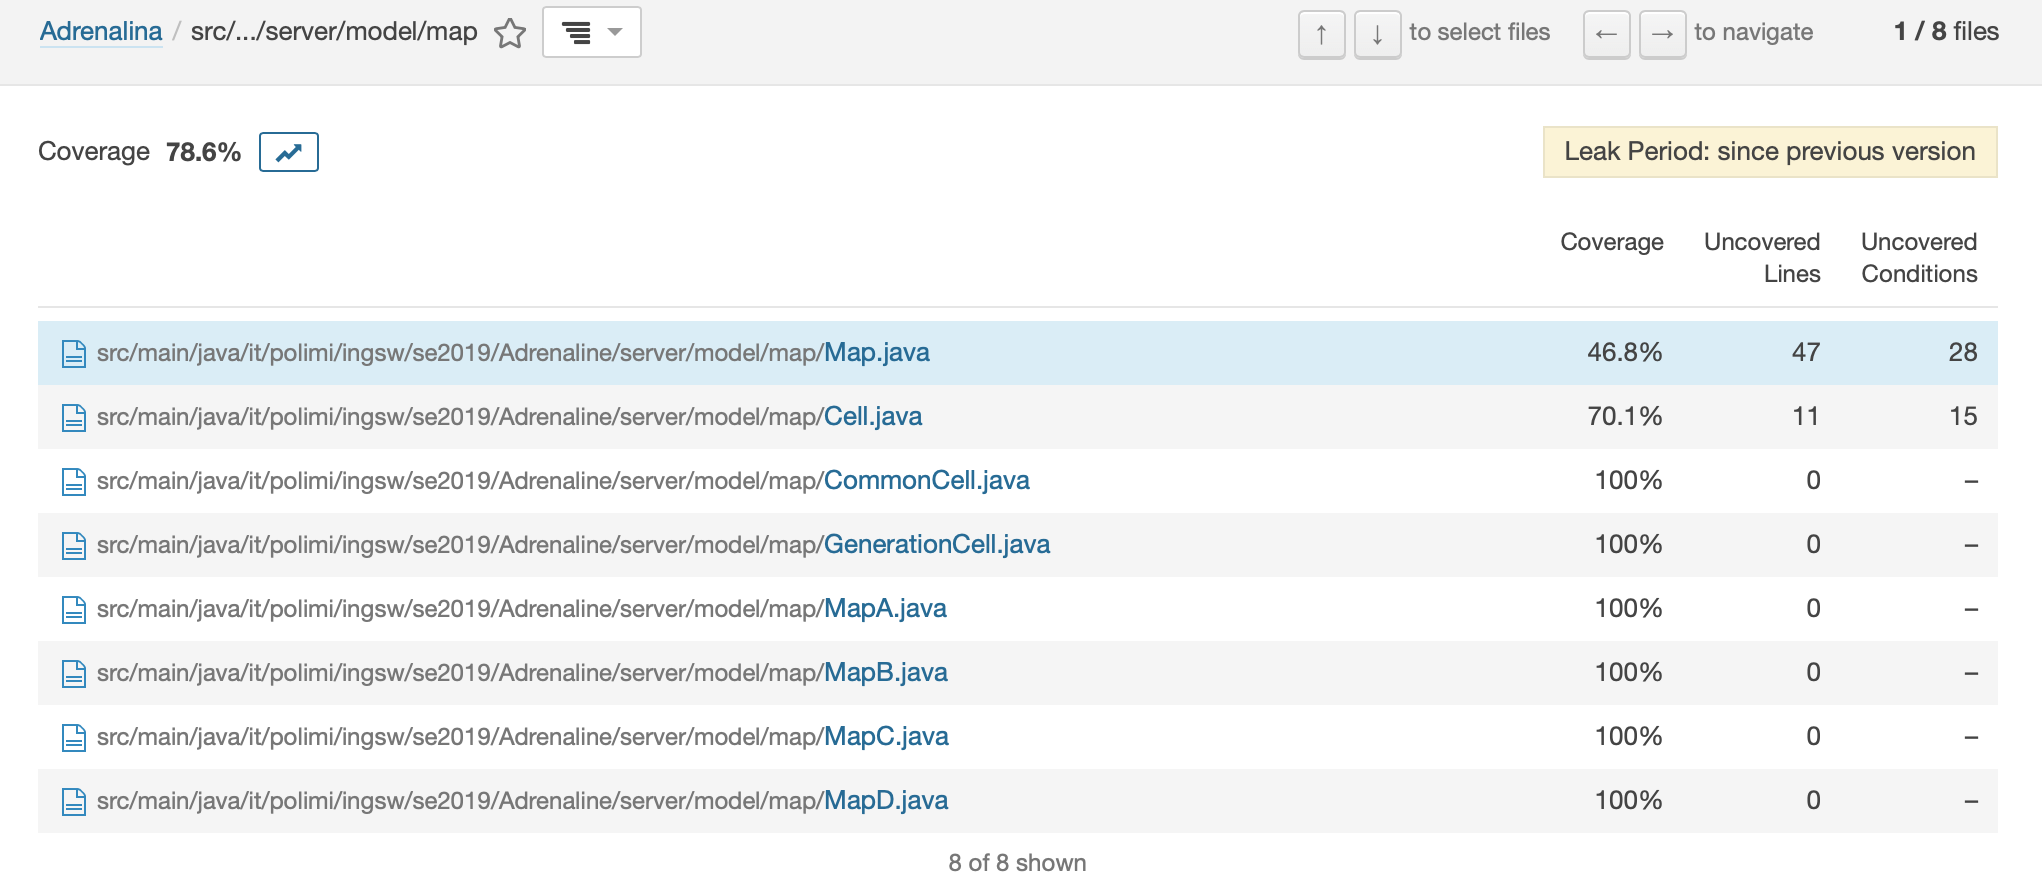 Adrenalina / src/.../server/model/map ↑ ↓ to select files ← → to navigate 1 / 8 files
Coverage 78.6% Leak Period: since previous version
Coverage Uncovered Lines Uncovered Conditions
src/main/java/it/polimi/ingsw/se2019/Adrenaline/server/model/map/Map.java 46.8% 47 28
src/main/java/it/polimi/ingsw/se2019/Adrenaline/server/model/map/Cell.java 70.1% 11 15
src/main/java/it/polimi/ingsw/se2019/Adrenaline/server/model/map/CommonCell.java 100% 0 –
src/main/java/it/polimi/ingsw/se2019/Adrenaline/server/model/map/GenerationCell.java 100% 0 –
src/main/java/it/polimi/ingsw/se2019/Adrenaline/server/model/map/MapA.java 100% 0 –
src/main/java/it/polimi/ingsw/se2019/Adrenaline/server/model/map/MapB.java 100% 0 –
src/main/java/it/polimi/ingsw/se2019/Adrenaline/server/model/map/MapC.java 100% 0 –
src/main/java/it/polimi/ingsw/se2019/Adrenaline/server/model/map/MapD.java 100% 0 –
8 of 8 shown